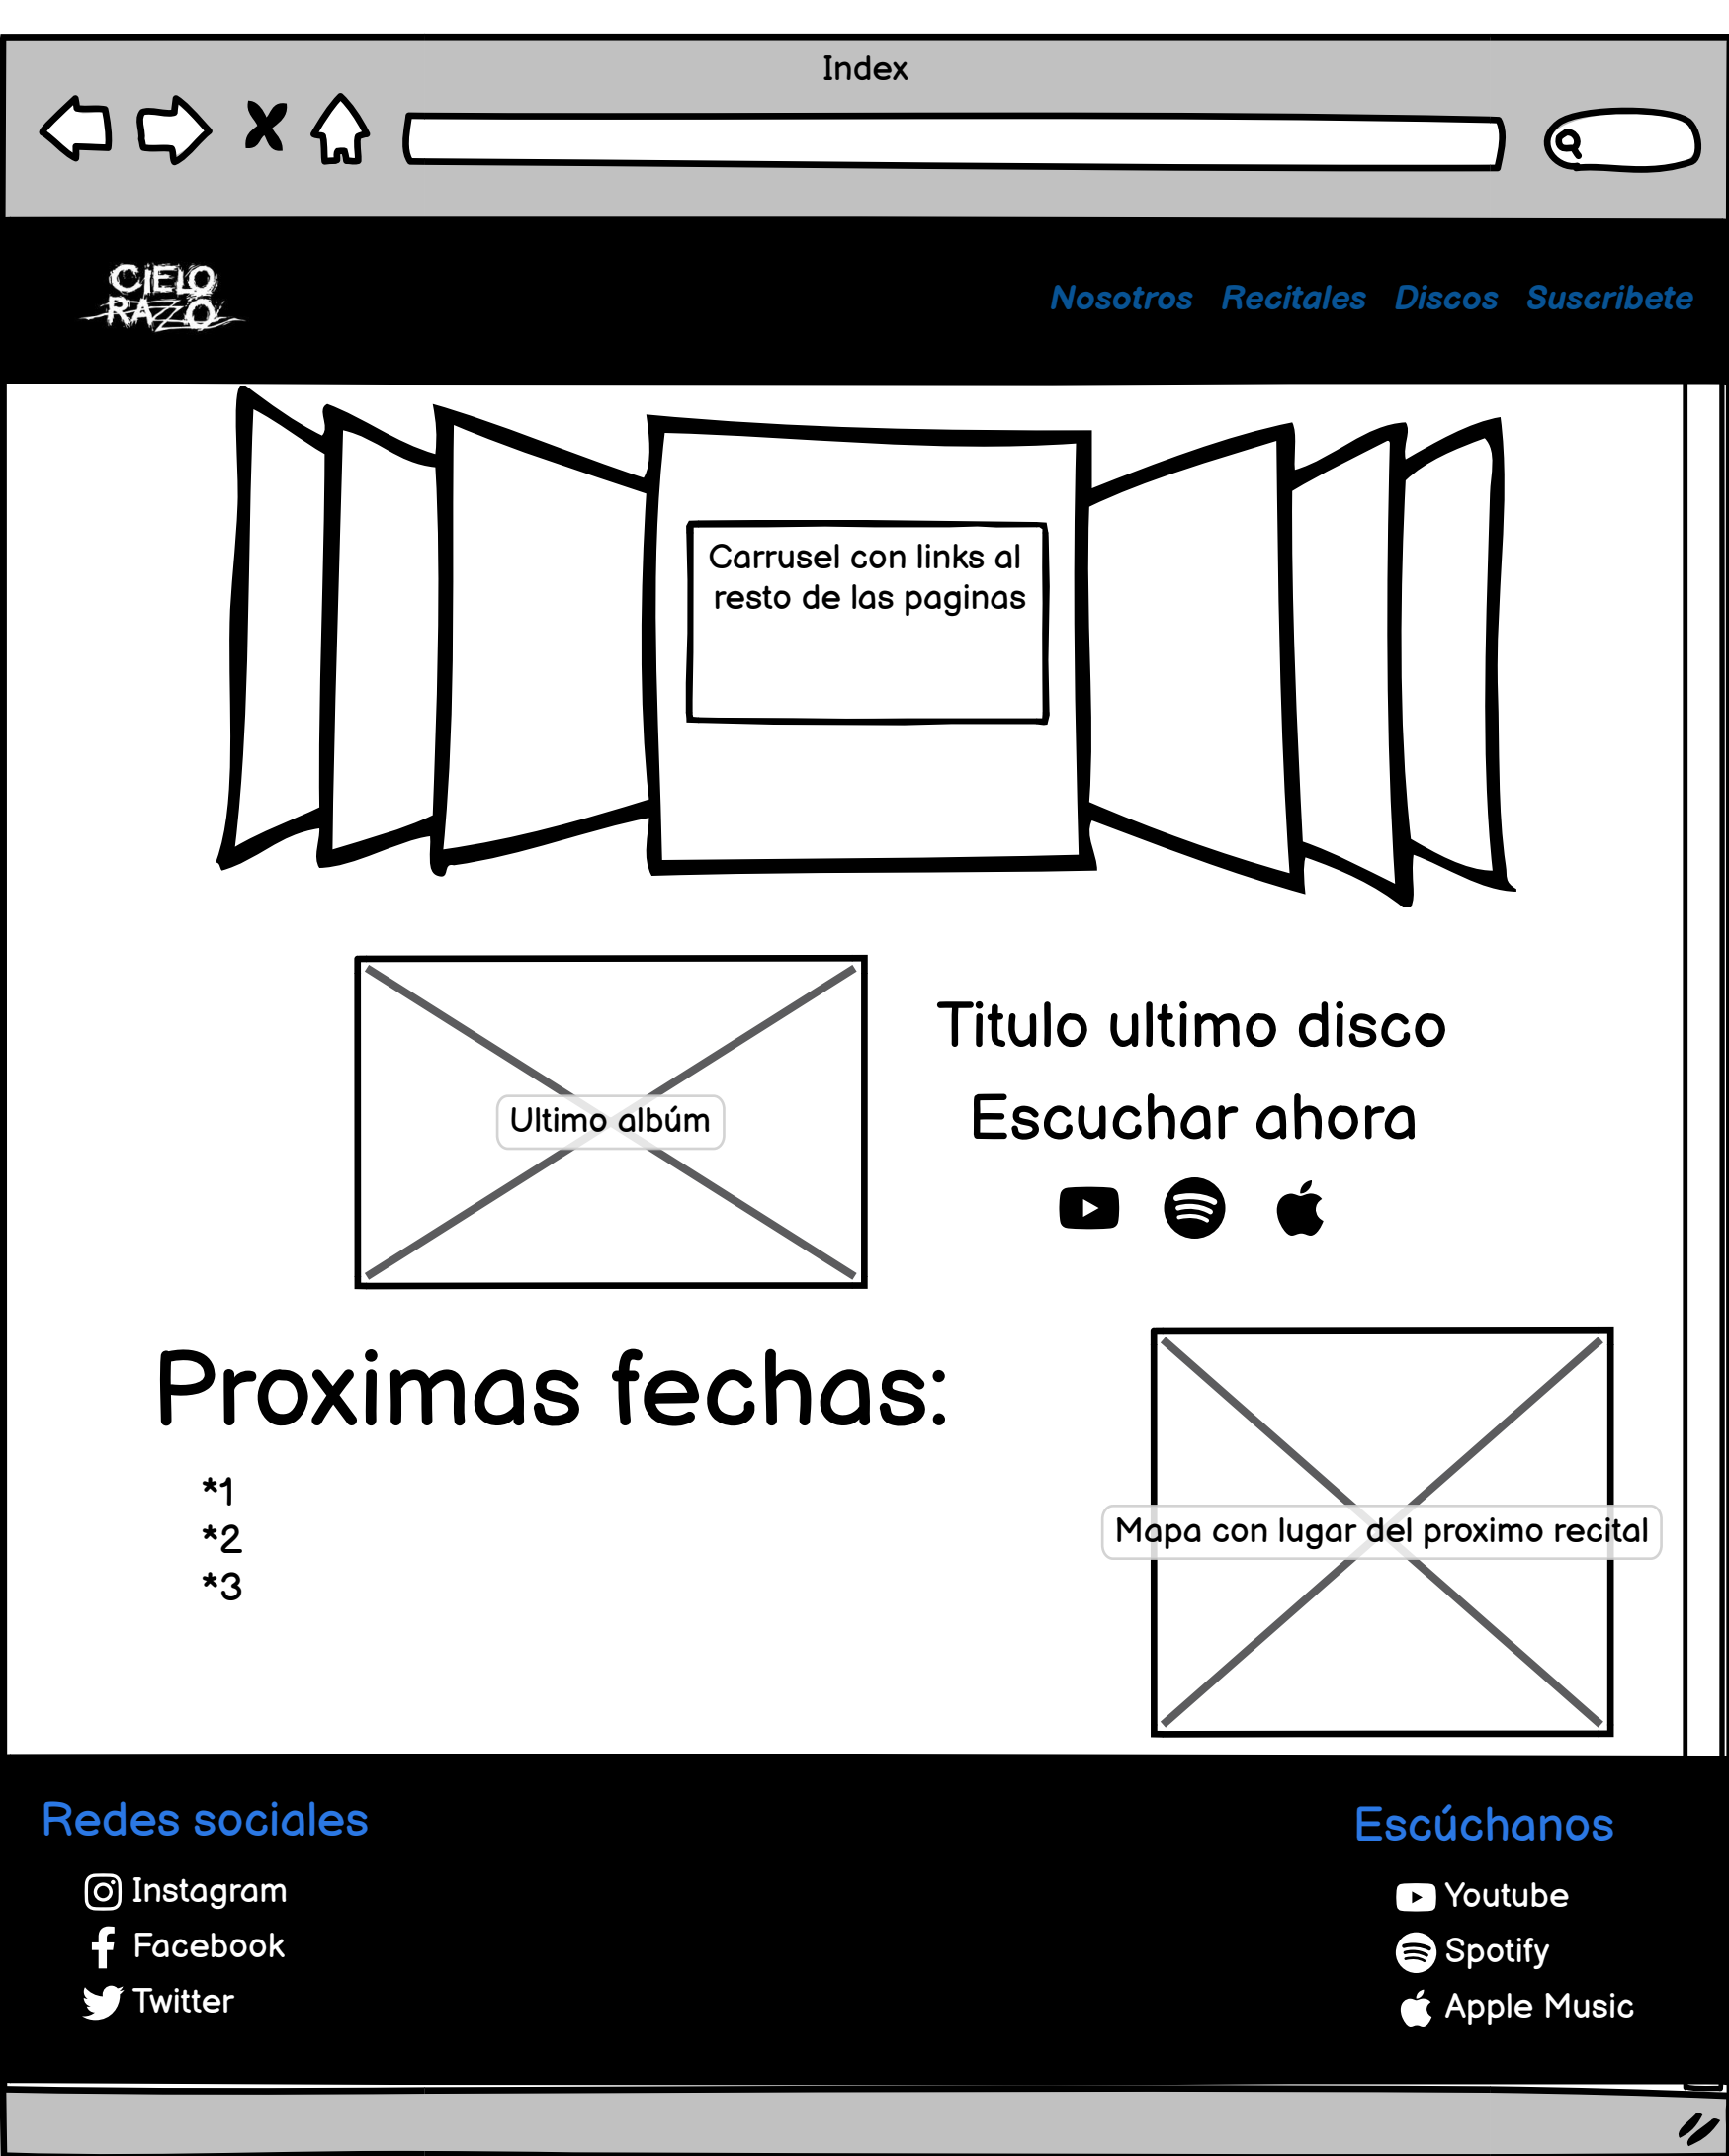 Index
CIELO
RAZZO
Nosotros Recitales Discos Suscribete
Carrusel con links al
resto de las paginas
Ultimo albúm
Titulo ultimo disco
Escuchar ahora
Proximas fechas:
*1
*2
*3
Mapa con lugar del proximo recital
Redes sociales
Instagram
Facebook
Twitter
Escúchanos
Youtube
Spotify
Apple Music